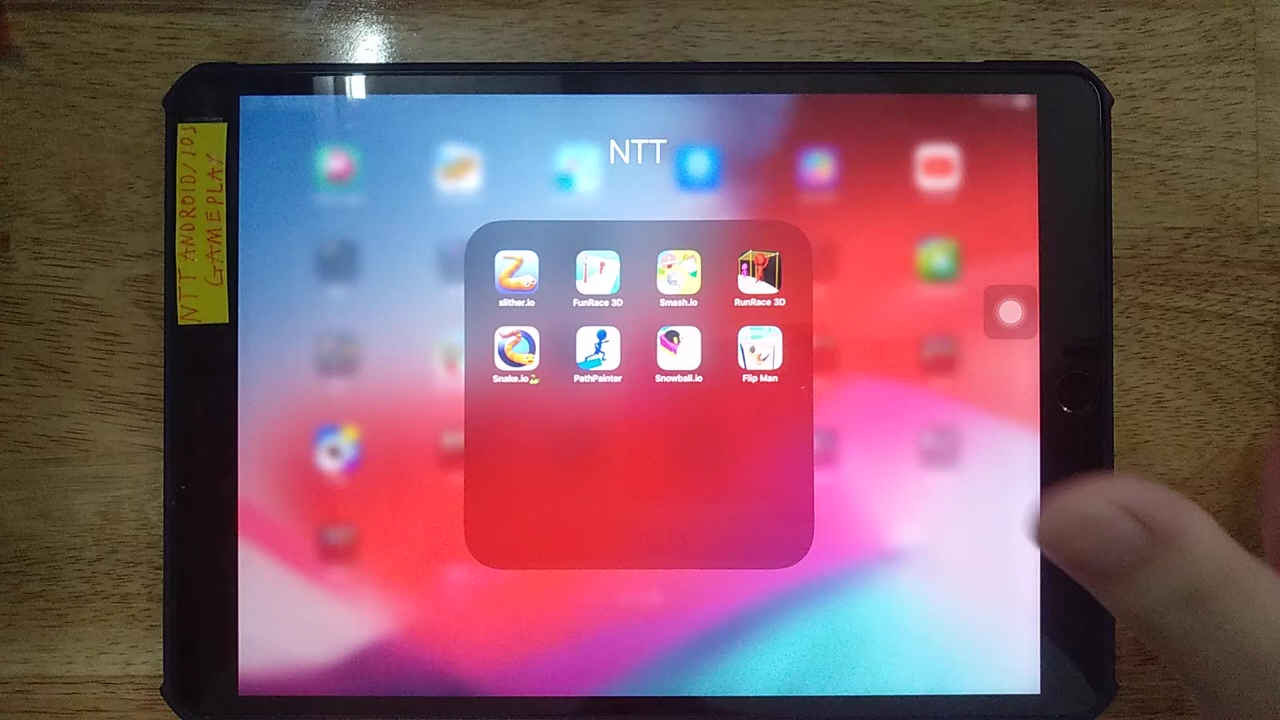 NTT ANDROID/IOS
GAMEPLAY
NTT
slither.io
FunRace 3D
Smash.io
RunRace 3D
Snake.io🐍
PathPainter
Snowball.io
Flip Man